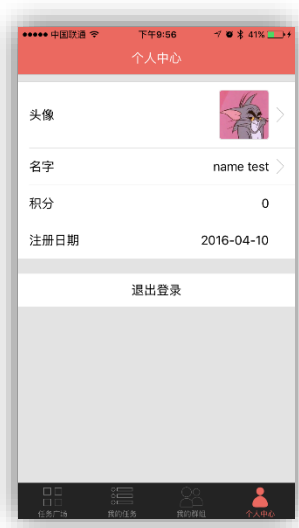 中国联通 下午9:56 41%
个人中心
头像
名字 name test
积分 0
注册日期 2016-04-10
退出登录
任务广场 我的任务 我的群组 个人中心